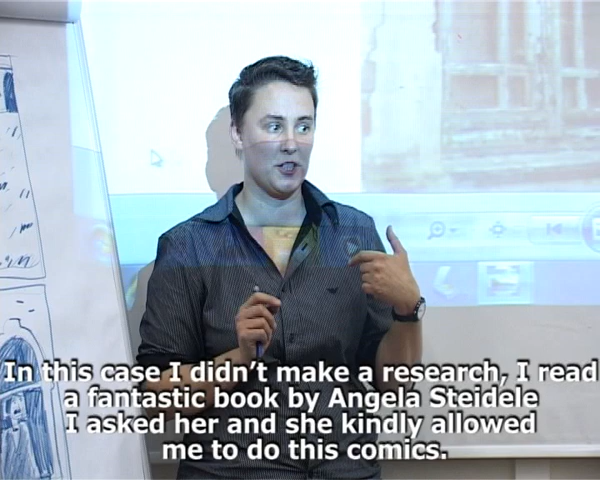 In this case I didn't make a research, I read
a fantastic book by Angela Steidele
I asked her and she kindly allowed
me to do this comics.